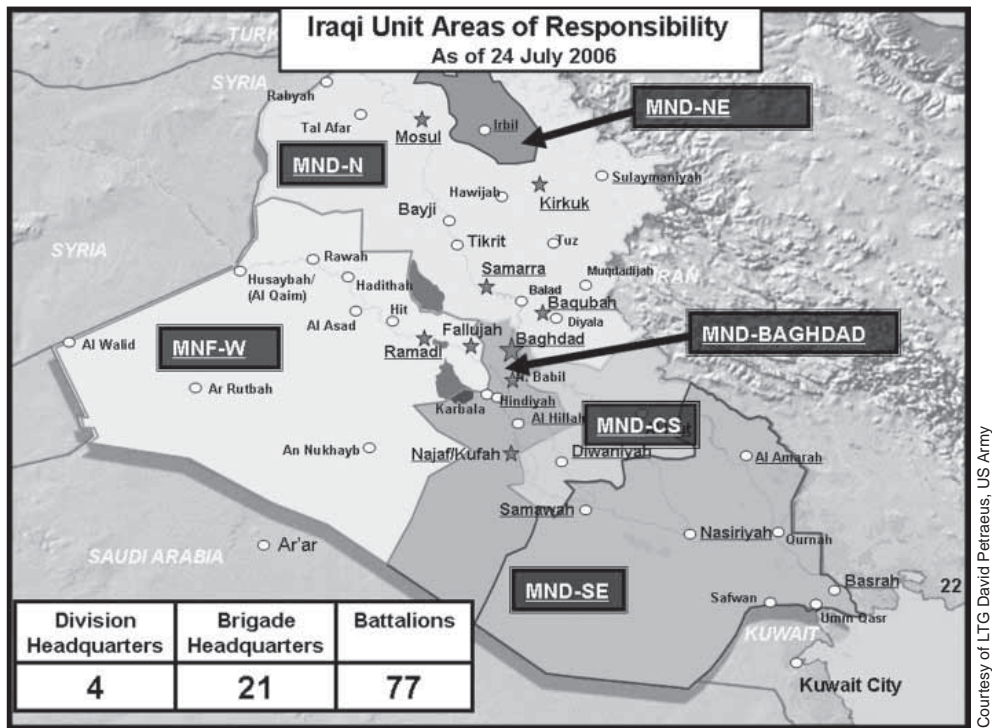 Iraqi Unit Areas of Responsibility
As of 24 July 2006
SYRIA
Rabyah
Tal Afar
Mosul
Irbil
MND-NE
MND-N
Sulaymaniyah
Hawijah
Kirkuk
Bayji
Tikrit
Tuz
SYRIA
Rawah
Husaybah/
(Al Qaim)
Hadithah
Samarra
Muqdadijah
Balad
Baqubah
Diyala
Hit
Al Asad
Fallujah
Baghdad
MND-BAGHDAD
Al Walid
MNF-W
Ramadi
Ar Rutbah
Babil
Karbala
Hindiyah
Al Hillah
MND-CS
An Nukhayb
Najaf/Kufah
Diwaniyah
Al Amarah
Samawah
Nasiriyah
Qurnah
SAUDI ARABIA
Ar'ar
MND-SE
Basrah
22
Safwan
Umm Qasr
KUWAIT
Kuwait City
Division Headquarters
Brigade Headquarters
Battalions
4
21
77
Courtesy of LTG David Petraeus, US Army